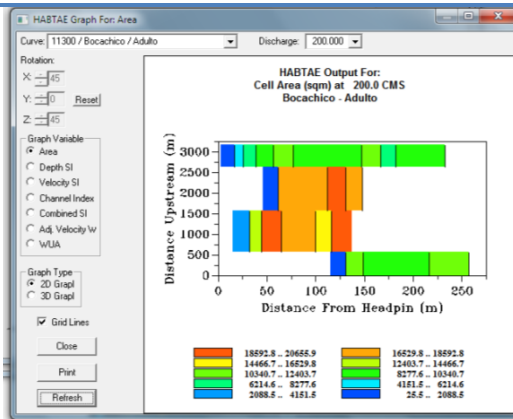 HABTAE Graph For: Area
Curve: 11300 / Bocachico / Adulto
Discharge: 200.000
Rotation:
X: 45
Y: 0 Reset
Z: 45
Graph Variable
Area
Depth SI
Velocity SI
Channel Index
Combined SI
Adj. Velocity W
WUA
Graph Type
2D Grapl
3D Grapl
Grid Lines
Close
Print
Refresh
HABTAE Output For:
Cell Area (sqm) at 200.0 CMS
Bocachico - Adulto
Distance Upstream (m)
3000
2500
2000
1500
1000
500
0
0 50 100 150 200 250
Distance From Headpin (m)
18592.8 .. 20655.9 16529.8 .. 18592.8
14466.7 .. 16529.8 12403.7 .. 14466.7
10340.7 .. 12403.7 8277.6 .. 10340.7
6214.6 .. 8277.6 4151.5 .. 6214.6
2088.5 .. 4151.5 25.5 .. 2088.5